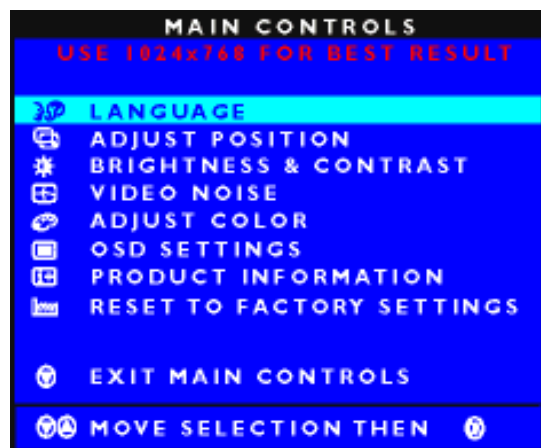 MAIN CONTROLS
USE 1024x768 FOR BEST RESULT
LANGUAGE
ADJUST POSITION
BRIGHTNESS & CONTRAST
VIDEO NOISE
ADJUST COLOR
OSD SETTINGS
PRODUCT INFORMATION
RESET TO FACTORY SETTINGS
EXIT MAIN CONTROLS
MOVE SELECTION THEN